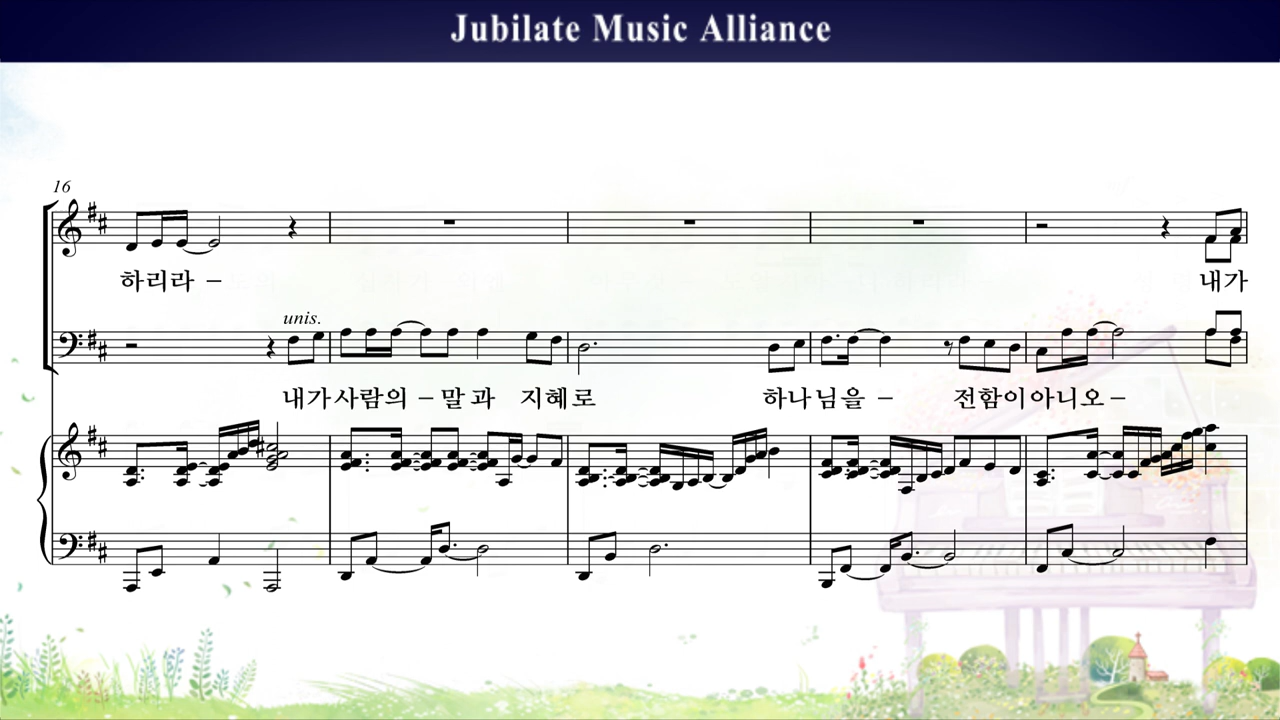 Jubilate Music Alliance
16
하리라 – 내가
unis.
내가사람의 – 말과 지혜로 하나님을 – 전함이아니오 –